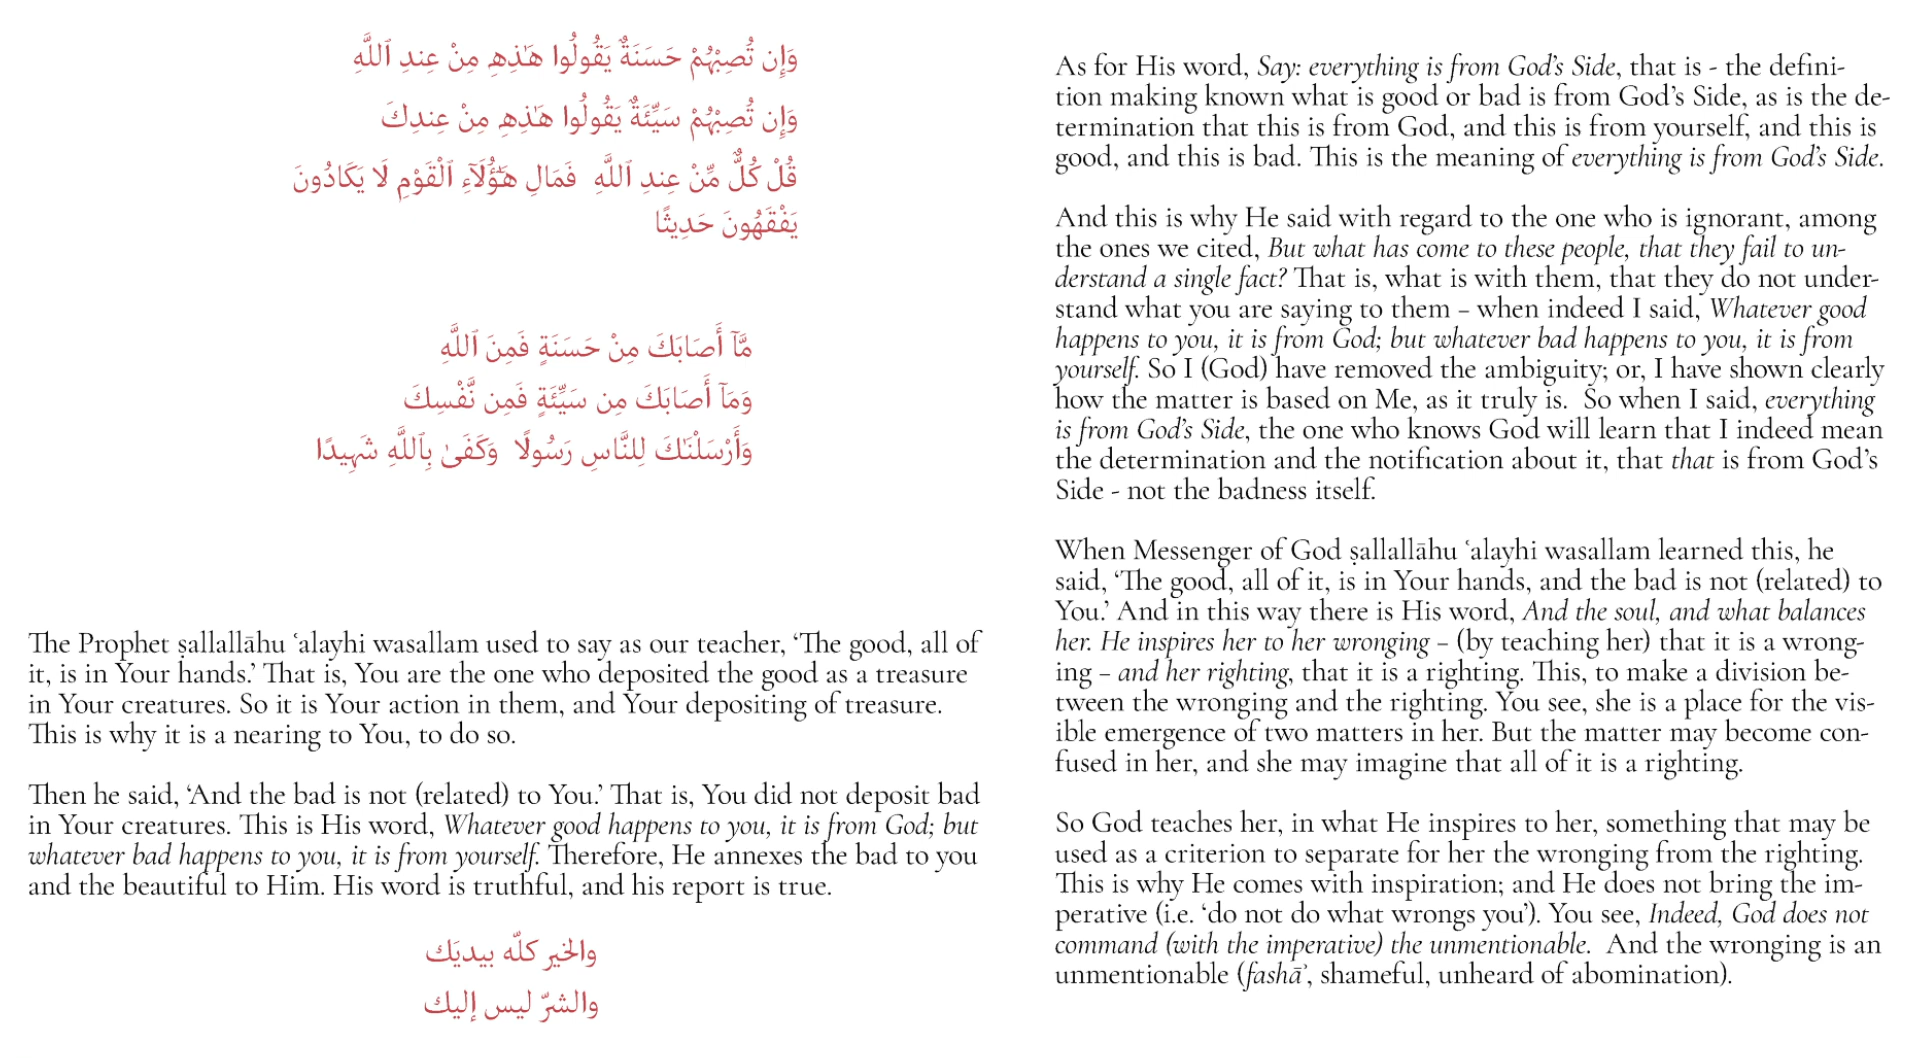 وَإِن تُصِبْهُمْ حَسَنَةٌ يَقُولُوا هَـٰذِهِ مِنْ عِندِ ٱللَّهِ
وَإِن تُصِبْهُمْ سَيِّئَةٌ يَقُولُوا هَـٰذِهِ مِنْ عِندِكَ
قُلْ كُلٌّ مِّنْ عِندِ ٱللَّهِ فَمَالِ هَـٰٓؤُلَآءِ ٱلْقَوْمِ لَا يَكَادُونَ
يَفْقَهُونَ حَدِيثًا
مَّآ أَصَابَكَ مِنْ حَسَنَةٍ فَمِنَ ٱللَّهِ
وَمَآ أَصَابَكَ مِن سَيِّئَةٍ فَمِن نَّفْسِكَ
وَأَرْسَلْنَـٰكَ لِلنَّاسِ رَسُولًا وَكَفَىٰ بِٱللَّهِ شَهِيدًا
The Prophet ṣallallāhu ʿalayhi wasallam used to say as our teacher, ‘The good, all of
it, is in Your hands.’ That is, You are the one who deposited the good as a treasure
in Your creatures. So it is Your action in them, and Your depositing of treasure.
This is why it is a nearing to You, to do so.
Then he said, ‘And the bad is not (related) to You.’ That is, You did not deposit bad
in Your creatures. This is His word, Whatever good happens to you, it is from God; but
whatever bad happens to you, it is from yourself. Therefore, He annexes the bad to you
and the beautiful to Him. His word is truthful, and his report is true.
والخير كلّه بيديَك
والشرّ ليس إليك
As for His word, Say: everything is from God’s Side, that is - the defini-
tion making known what is good or bad is from God’s Side, as is the de-
termination that this is from God, and this is from yourself, and this is
good, and this is bad. This is the meaning of everything is from God’s Side.
And this is why He said with regard to the one who is ignorant, among
the ones we cited, But what has come to these people, that they fail to un-
derstand a single fact? That is, what is with them, that they do not under-
stand what you are saying to them – when indeed I said, Whatever good
happens to you, it is from God; but whatever bad happens to you, it is from
yourself. So I (God) have removed the ambiguity; or, I have shown clearly
how the matter is based on Me, as it truly is. So when I said, everything
is from God’s Side, the one who knows God will learn that I indeed mean
the determination and the notification about it, that that is from God’s
Side - not the badness itself.
When Messenger of God ṣallallāhu ʿalayhi wasallam learned this, he
said, ‘The good, all of it, is in Your hands, and the bad is not (related) to
You.’ And in this way there is His word, And the soul, and what balances
her. He inspires her to her wronging – (by teaching her) that it is a wrong-
ing – and her righting, that it is a righting. This, to make a division be-
tween the wronging and the righting. You see, she is a place for the vis-
ible emergence of two matters in her. But the matter may become con-
fused in her, and she may imagine that all of it is a righting.
So God teaches her, in what He inspires to her, something that may be
used as a criterion to separate for her the wronging from the righting.
This is why He comes with inspiration; and He does not bring the im-
perative (i.e. ‘do not do what wrongs you’). You see, Indeed, God does not
command (with the imperative) the unmentionable. And the wronging is an
unmentionable (fashāʾ, shameful, unheard of abomination).